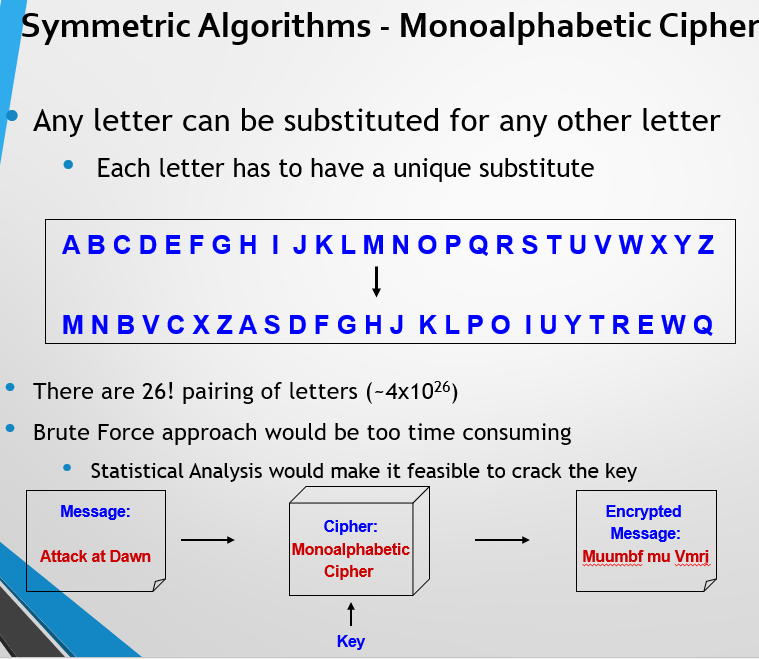 Symmetric Algorithms - Monoalphabetic Cipher
Any letter can be substituted for any other letter
Each letter has to have a unique substitute
A B C D E F G H I J K L M N O P Q R S T U V W X Y Z
M N B V C X Z A S D F G H J K L P O I U Y T R E W Q
There are 26! pairing of letters (~4x10²⁶)
Brute Force approach would be too time consuming
Statistical Analysis would make it feasible to crack the key
Message:
Attack at Dawn
Cipher:
Monoalphabetic
Cipher
Key
Encrypted
Message:
Muumbf mu Vmrj